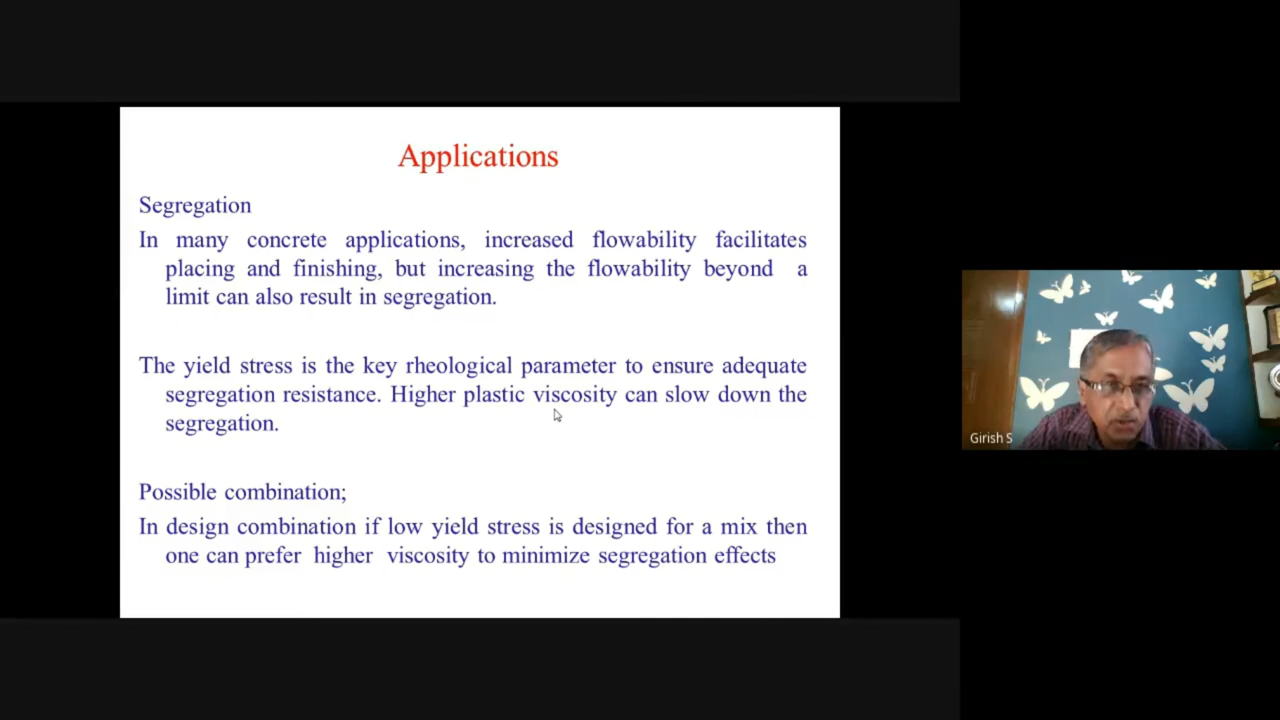 Applications
Segregation
In many concrete applications, increased flowability facilitates
placing and finishing, but increasing the flowability beyond a
limit can also result in segregation.
The yield stress is the key rheological parameter to ensure adequate
segregation resistance. Higher plastic viscosity can slow down the
segregation.
Possible combination;
In design combination if low yield stress is designed for a mix then
one can prefer higher viscosity to minimize segregation effects
Girish S